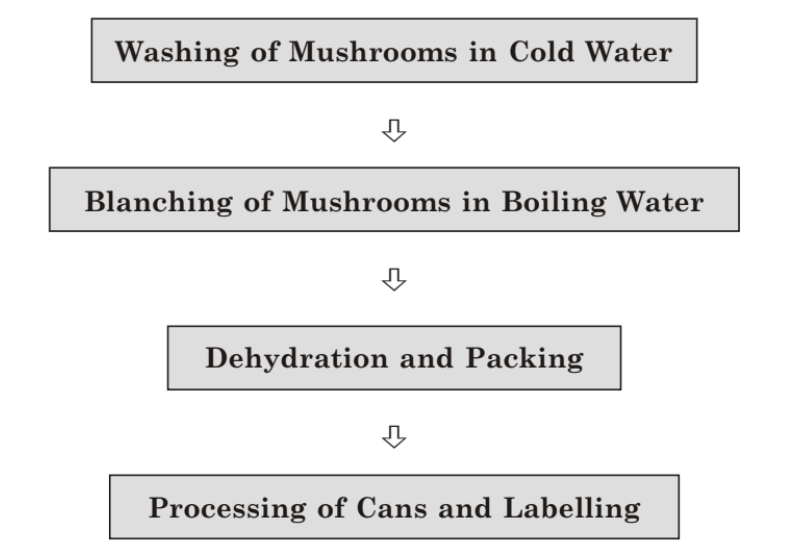 Washing of Mushrooms in Cold Water
Blanching of Mushrooms in Boiling Water
Dehydration and Packing
Processing of Cans and Labelling